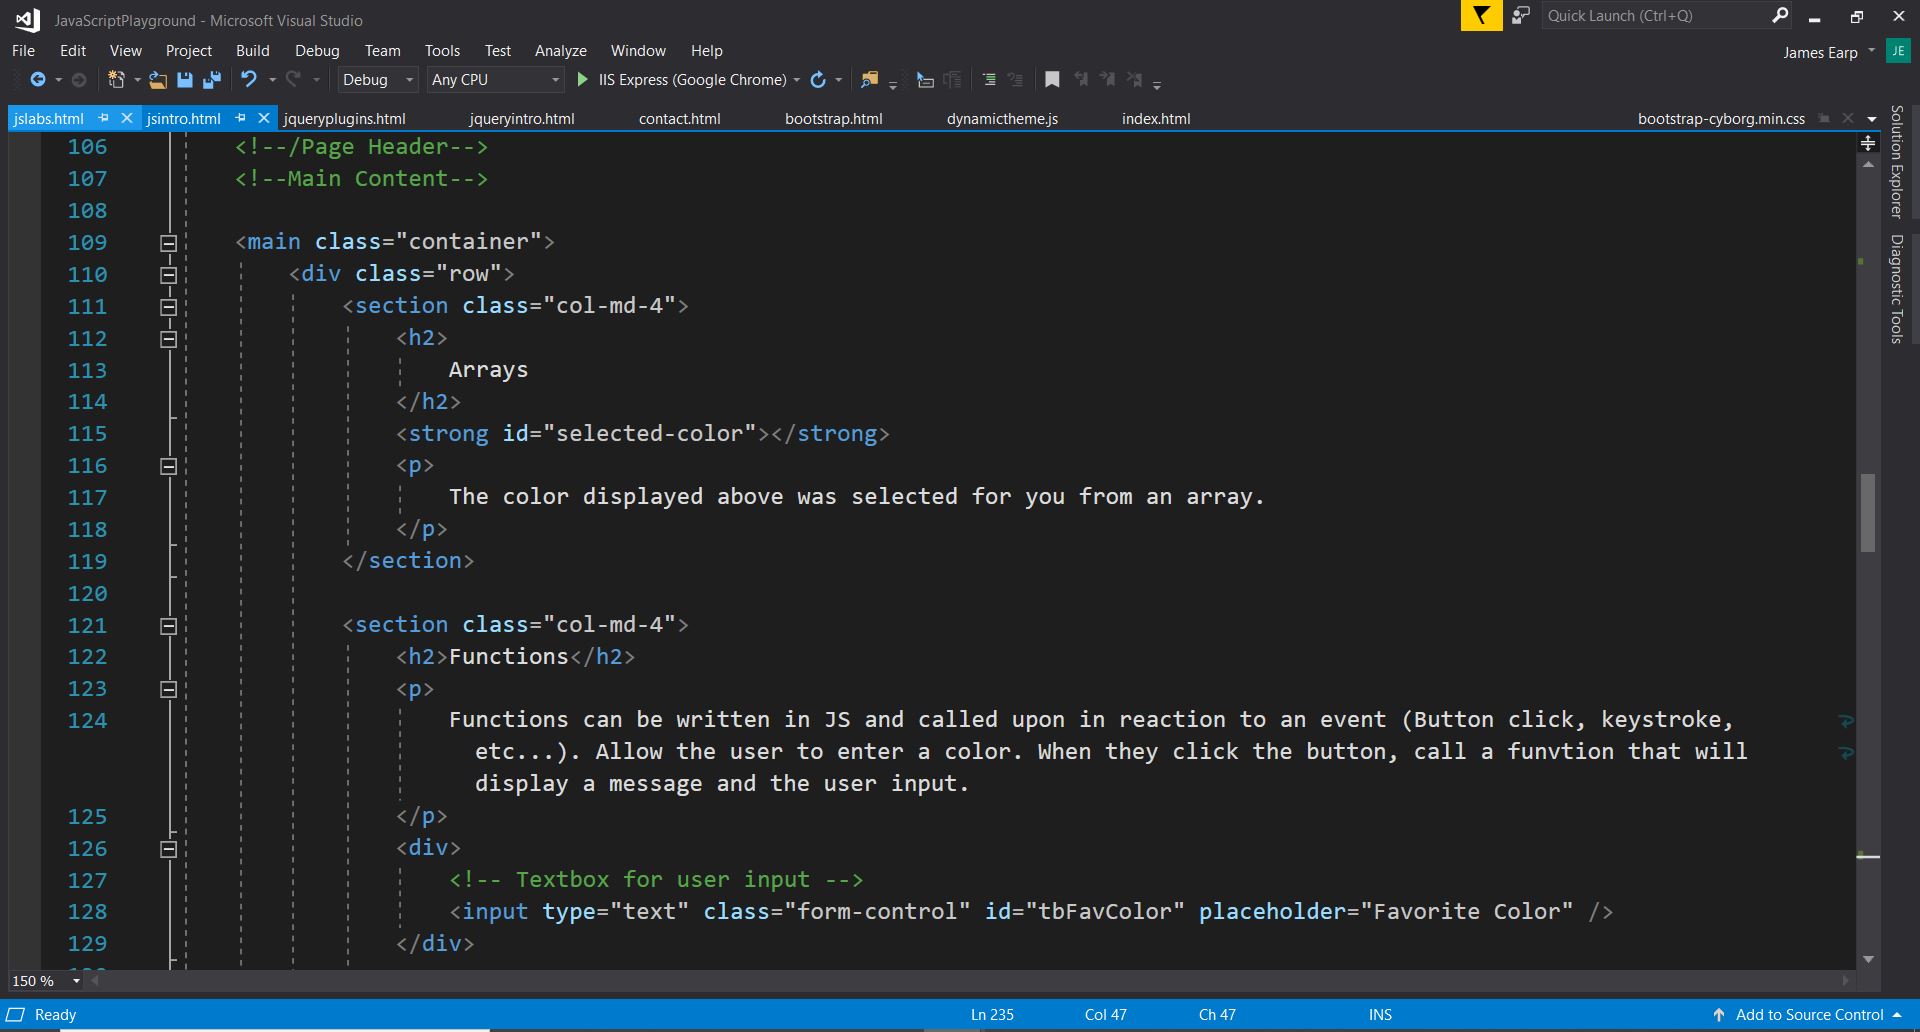 JavaScriptPlayground - Microsoft Visual Studio
Quick Launch (Ctrl+Q)
File Edit View Project Build Debug Team Tools Test Analyze Window Help
James Earp JE
Debug Any CPU IIS Express (Google Chrome)
jslabs.html jsintro.html jqueryplugins.html jqueryintro.html contact.html bootstrap.html dynamictheme.js index.html bootstrap-cyborg.min.css
Solution Explorer
Diagnostic Tools
106 <!--/Page Header-->
107 <!--Main Content-->
108
109 <main class="container">
110 <div class="row">
111 <section class="col-md-4">
112 <h2>
113 Arrays
114 </h2>
115 <strong id="selected-color"></strong>
116 <p>
117 The color displayed above was selected for you from an array.
118 </p>
119 </section>
120
121 <section class="col-md-4">
122 <h2>Functions</h2>
123 <p>
124 Functions can be written in JS and called upon in reaction to an event (Button click, keystroke,
etc...). Allow the user to enter a color. When they click the button, call a funvtion that will
display a message and the user input.
125 </p>
126 <div>
127 <!-- Textbox for user input -->
128 <input type="text" class="form-control" id="tbFavColor" placeholder="Favorite Color" />
129 </div>
150 %
Ready Ln 235 Col 47 Ch 47 INS Add to Source Control